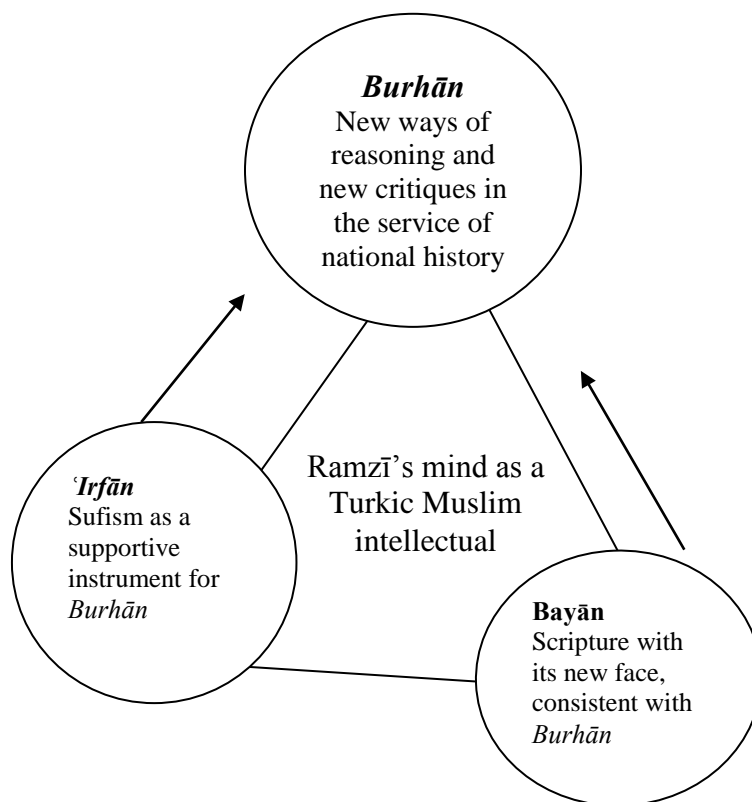 Burhān
New ways of
reasoning and
new critiques in
the service of
national history
Ramzī’s mind as a
Turkic Muslim
intellectual
ʿIrfān
Sufism as a
supportive
instrument for
Burhān
Bayān
Scripture with
its new face,
consistent with
Burhān